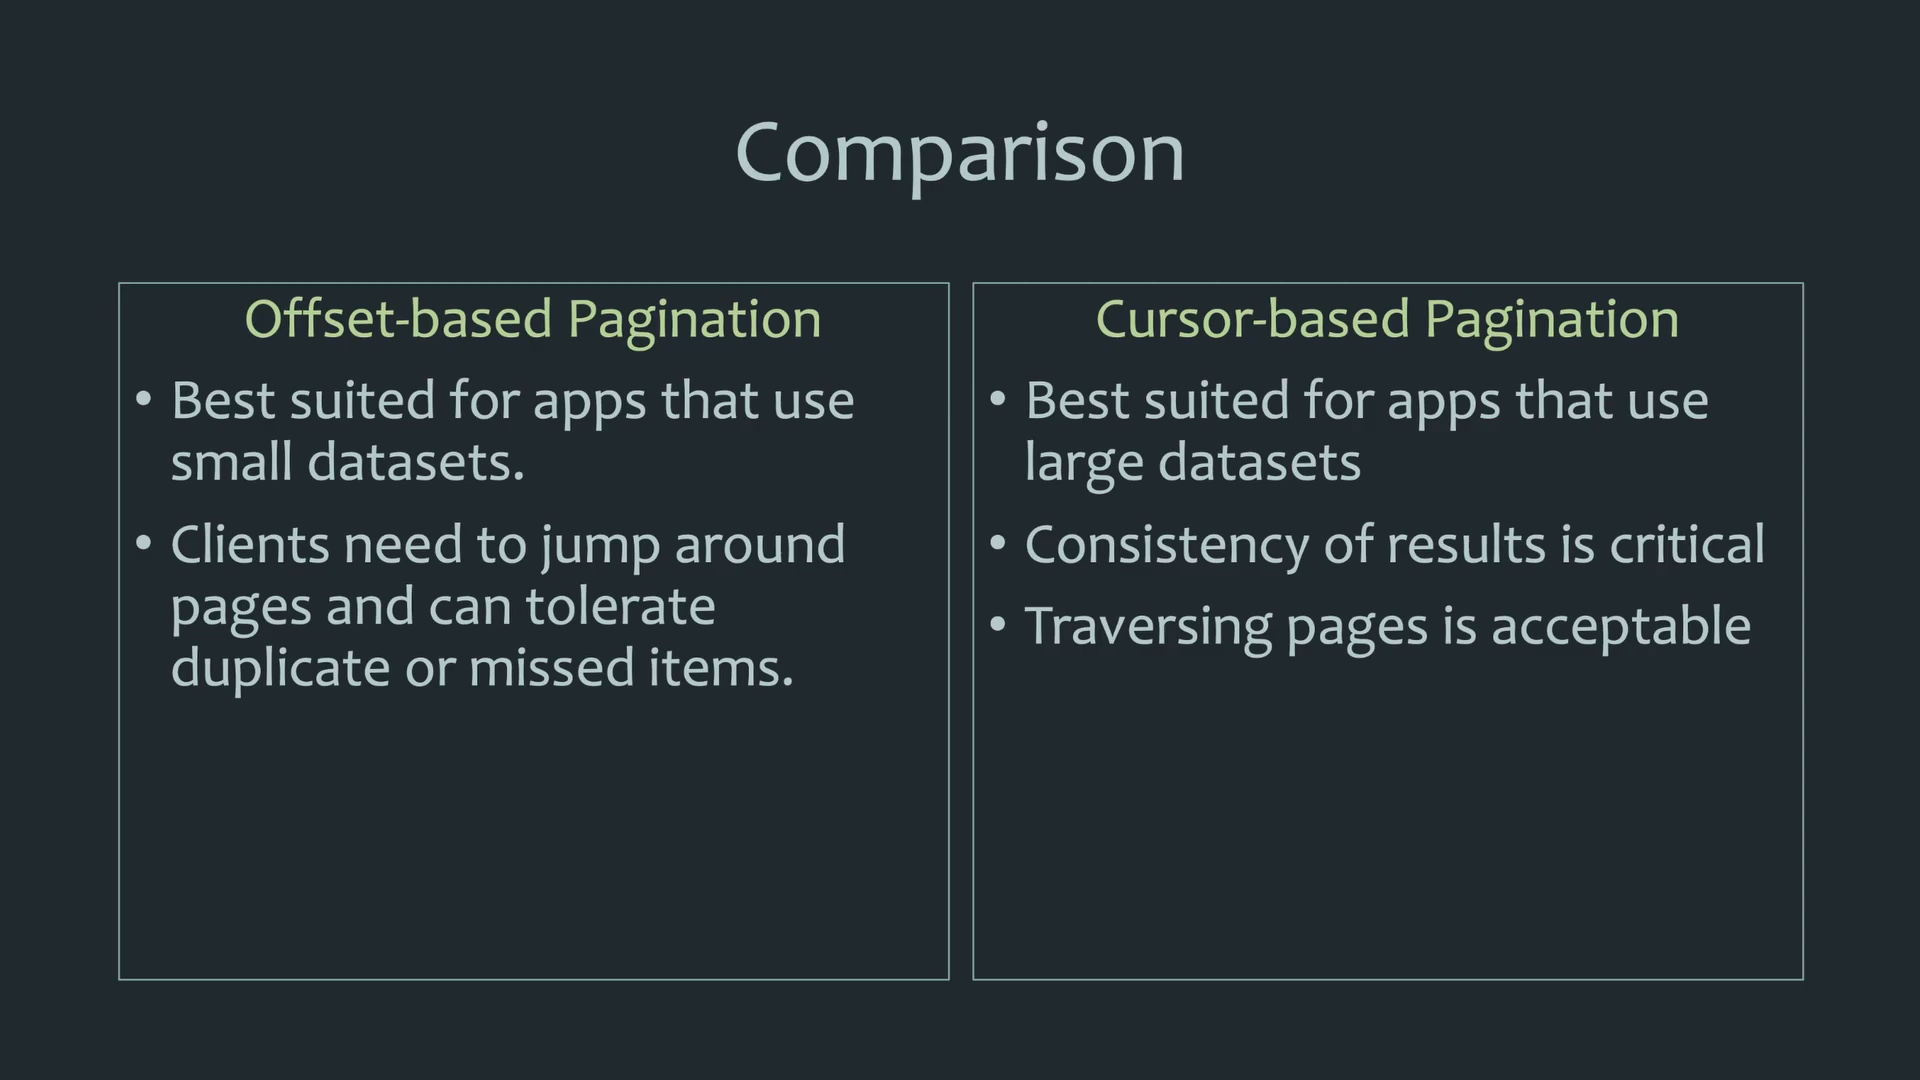 Comparison
Offset-based Pagination
• Best suited for apps that use
small datasets.
• Clients need to jump around
pages and can tolerate
duplicate or missed items.
Cursor-based Pagination
• Best suited for apps that use
large datasets
• Consistency of results is critical
• Traversing pages is acceptable